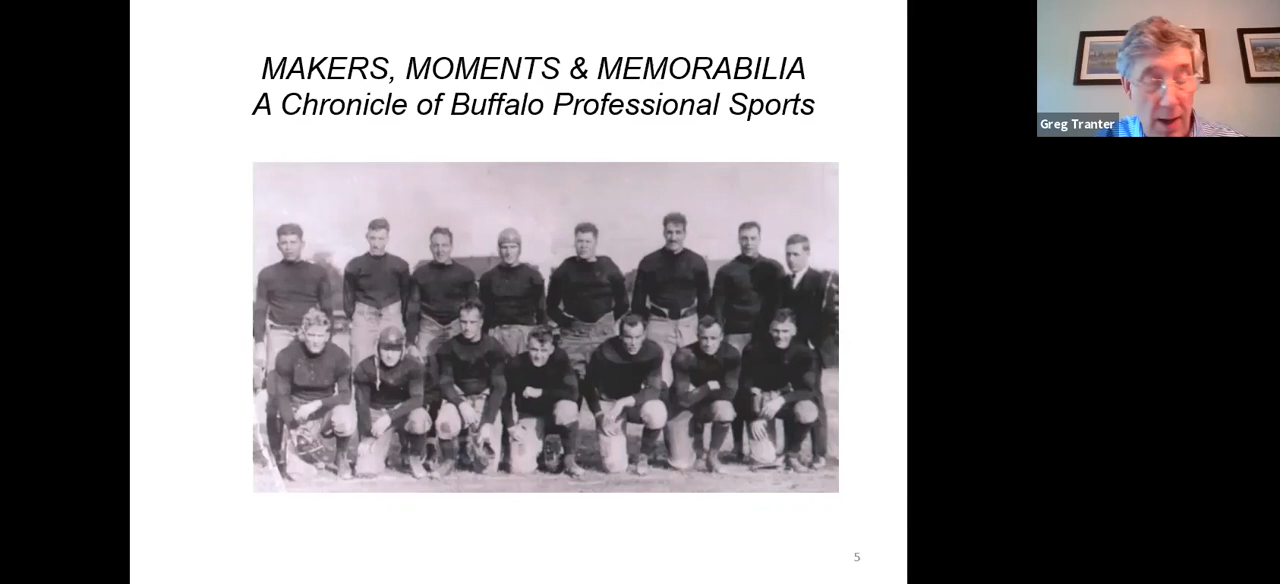 MAKERS, MOMENTS & MEMORABILIA
A Chronicle of Buffalo Professional Sports
Greg Tranter
5